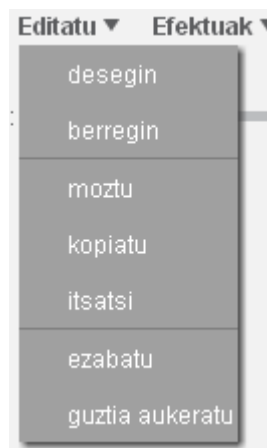 Editatu ▼ Efektuak ▼
desegin
berregin
moztu
kopiatu
itsatsi
ezabatu
guztia aukeratu